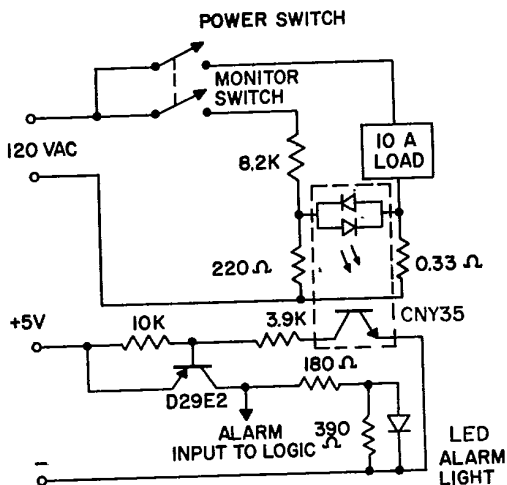 POWER SWITCH
MONITOR
SWITCH
120 VAC
8.2K
10 A
LOAD
220 Ω
0.33 Ω
CNY35
+5V
10K
3.9K
180
Ω
D29E2
ALARM
INPUT TO LOGIC
390
Ω
LED
ALARM
LIGHT
−